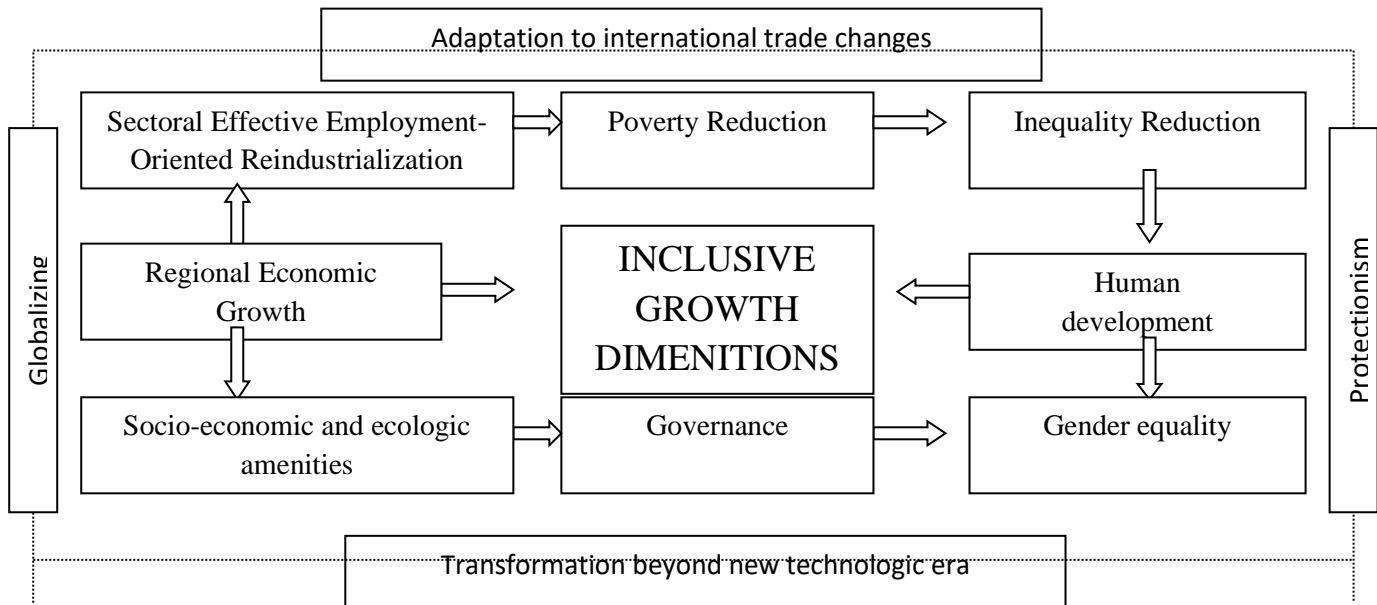 Adaptation to international trade changes
Sectoral Effective Employment-
Oriented Reindustrialization
Poverty Reduction
Inequality Reduction
Globalizing
Regional Economic
Growth
INCLUSIVE
GROWTH
DIMENITIONS
Human
development
Protectionism
Socio-economic and ecologic
amenities
Governance
Gender equality
Transformation beyond new technologic era